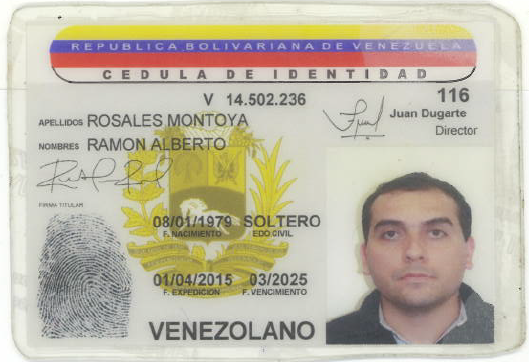 REPUBLICA BOLIVARIANA DE VENEZUELA
CEDULA DE IDENTIDAD
V 14.502.236
116
APELLIDOS ROSALES MONTOYA
Juan Dugarte
Director
NOMBRES RAMON ALBERTO
FIRMA TITULAR
08/01/1979 SOLTERO
F. NACIMIENTO EDO CIVIL
01/04/2015 03/2025
F. EXPEDICION F. VENCIMIENTO
VENEZOLANO